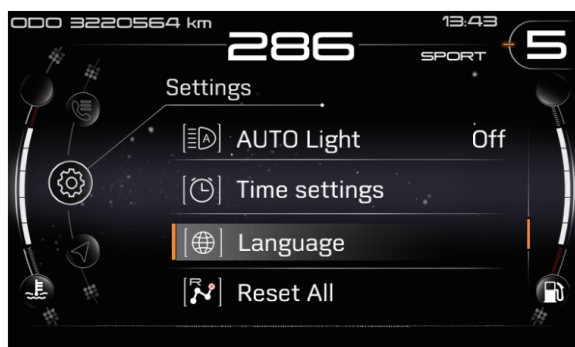 ODO 3220564 km
13:43
286
SPORT
5
Settings
AUTO Light Off
Time settings
Language
R Reset All